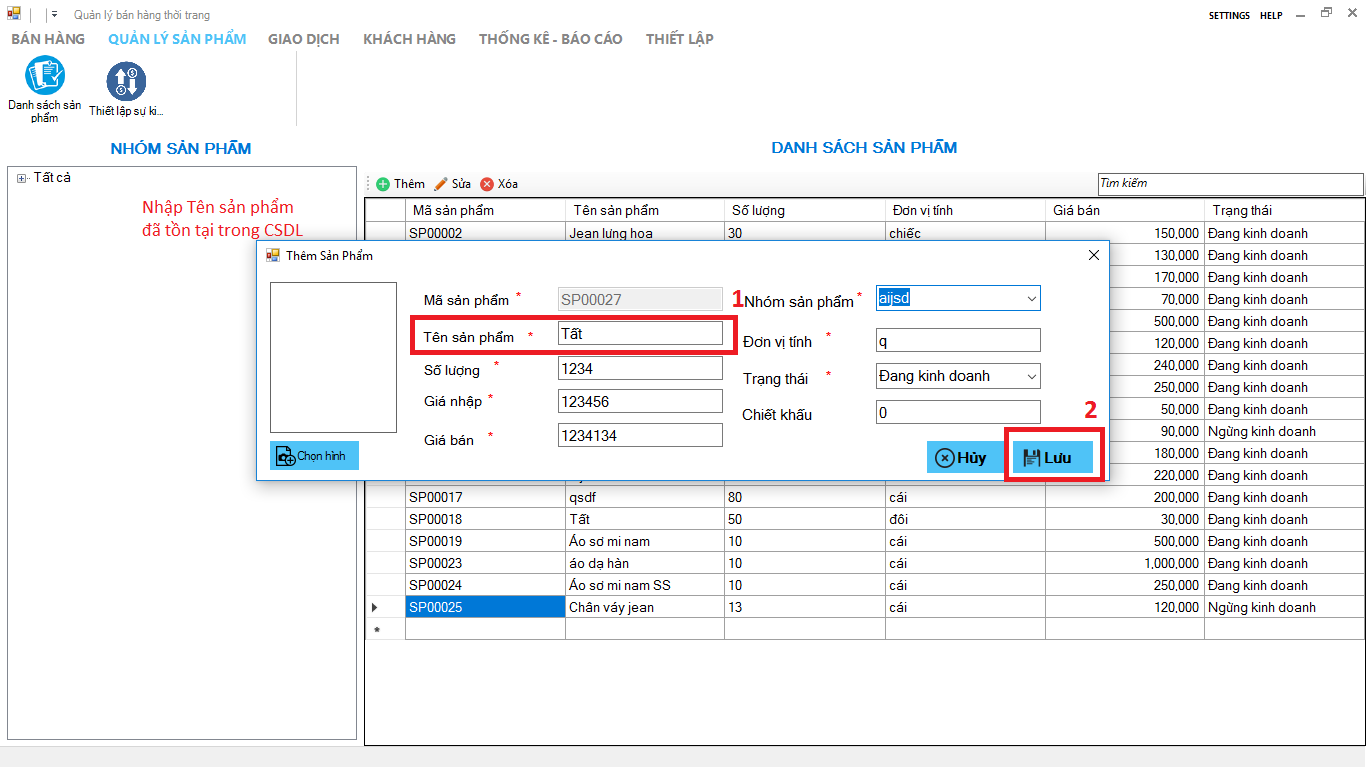 Quản lý bán hàng thời trang
SETTINGS HELP
BÁN HÀNG QUẢN LÝ SẢN PHẨM GIAO DỊCH KHÁCH HÀNG THỐNG KÊ - BÁO CÁO THIẾT LẬP
Danh sách sản
phẩm
Thiết lập sự ki...
NHÓM SẢN PHẨM
Tất cả
Nhập Tên sản phẩm
đã tồn tại trong CSDL
DANH SÁCH SẢN PHẨM
Thêm Sửa Xóa
Tìm kiếm
Mã sản phẩm Tên sản phẩm Số lượng Đơn vị tính Giá bán Trạng thái
SP00002 Jean lưng hoa 30 chiếc 150,000 Đang kinh doanh
130,000 Đang kinh doanh
170,000 Đang kinh doanh
70,000 Đang kinh doanh
500,000 Đang kinh doanh
120,000 Đang kinh doanh
240,000 Đang kinh doanh
250,000 Đang kinh doanh
50,000 Đang kinh doanh
90,000 Ngừng kinh doanh
180,000 Đang kinh doanh
220,000 Đang kinh doanh
SP00017 qsdf 80 cái 200,000 Đang kinh doanh
SP00018 Tất 50 đôi 30,000 Đang kinh doanh
SP00019 Áo sơ mi nam 10 cái 500,000 Đang kinh doanh
SP00023 áo dạ hàn 10 cái 1,000,000 Đang kinh doanh
SP00024 Áo sơ mi nam SS 10 cái 250,000 Đang kinh doanh
SP00025 Chân váy jean 13 cái 120,000 Ngừng kinh doanh
*
Thêm Sản Phẩm
Mã sản phẩm * SP00027
1
Tên sản phẩm * Tất
Số lượng * 1234
Giá nhập * 123456
Giá bán * 1234134
Nhóm sản phẩm * aijsd
Đơn vị tính * q
Trạng thái * Đang kinh doanh
Chiết khấu 0
2
Chọn hình
Hủy
Lưu